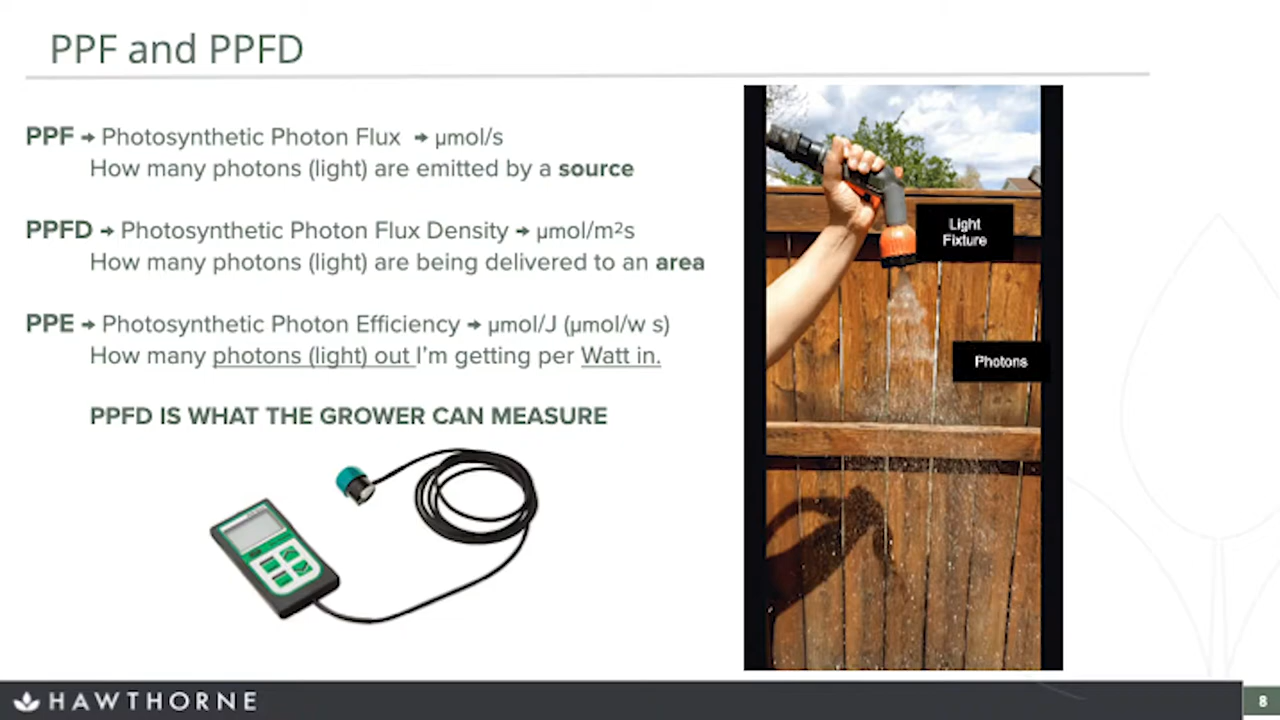 PPF and PPFD
PPF → Photosynthetic Photon Flux → µmol/s
How many photons (light) are emitted by a source
PPFD → Photosynthetic Photon Flux Density → µmol/m²s
How many photons (light) are being delivered to an area
PPE → Photosynthetic Photon Efficiency → µmol/J (µmol/w s)
How many photons (light) out I'm getting per Watt in.
PPFD IS WHAT THE GROWER CAN MEASURE
Light
Fixture
Photons
HAWTHORNE
8